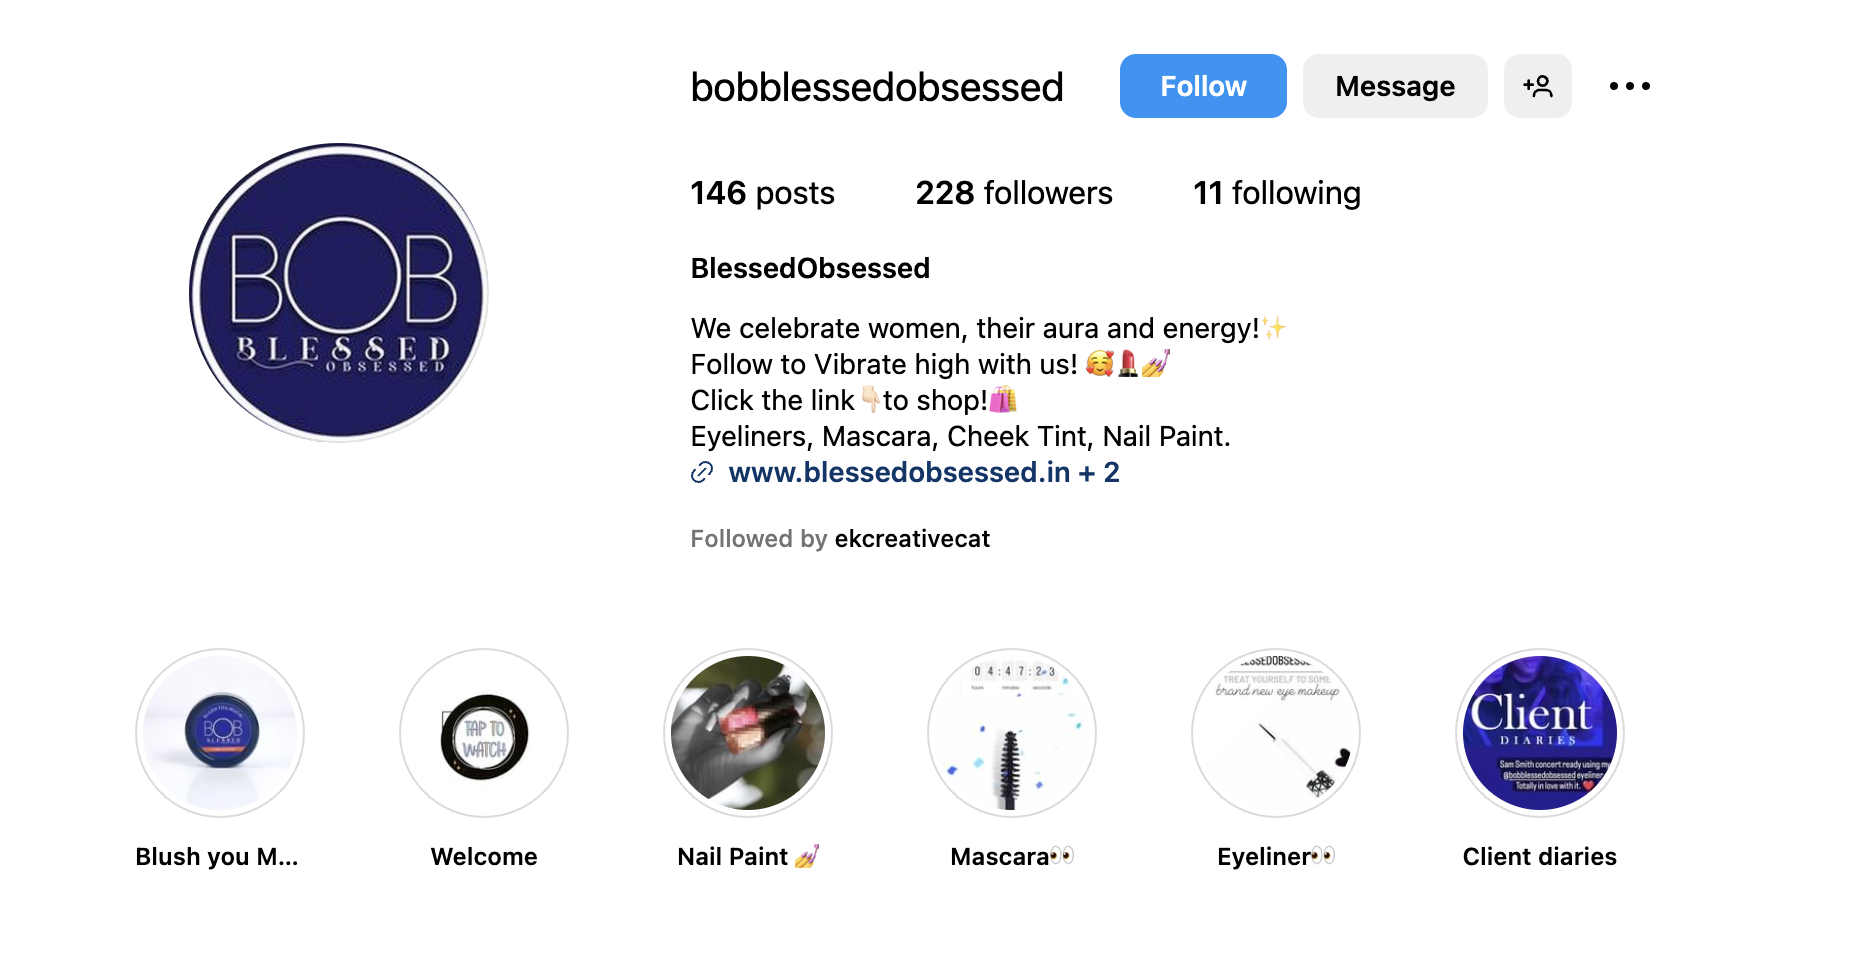 bobblessedobsessed
Follow
Message
146 posts
228 followers
11 following
BOB
BLESSED
OBSESSED
BlessedObsessed
We celebrate women, their aura and energy!✨
Follow to Vibrate high with us! 🥰💄💅
Click the link👇🏻to shop!🛍️
Eyeliners, Mascara, Cheek Tint, Nail Paint.
www.blessedobsessed.in + 2
Followed by ekcreativecat
BOB
BLESSED
TAP TO
WATCH
04:47:23
hours minutes seconds
TREAT YOURSELF TO SOME
brand new eye makeup
Client
DIARIES
Sam Smith concert ready using my
@bobblessedobsessed eyeliner
Totally in love with it. ❤️
Blush you M...
Welcome
Nail Paint 💅
Mascara👀
Eyeliner👀
Client diaries